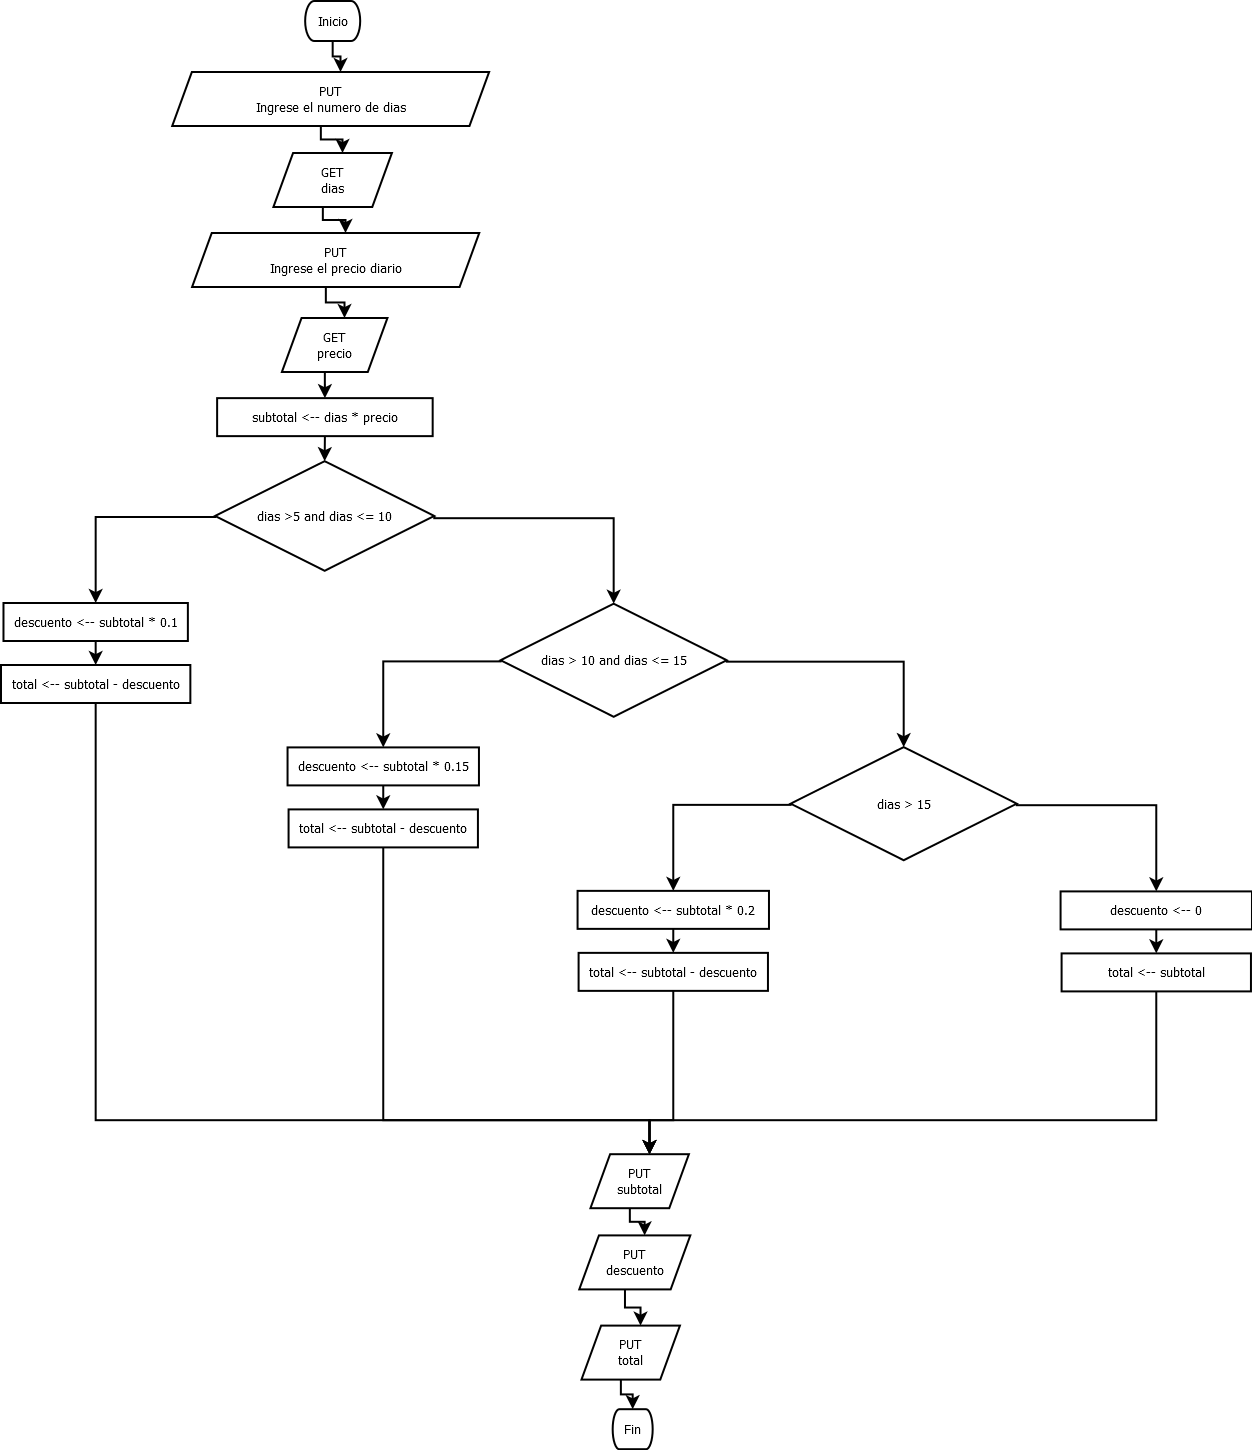 Inicio
PUT
Ingrese el numero de dias
GET
dias
PUT
Ingrese el precio diario
GET
precio
subtotal <-- dias * precio
dias >5 and dias <= 10
descuento <-- subtotal * 0.1
total <-- subtotal - descuento
dias > 10 and dias <= 15
descuento <-- subtotal * 0.15
total <-- subtotal - descuento
dias > 15
descuento <-- subtotal * 0.2
total <-- subtotal - descuento
descuento <-- 0
total <-- subtotal
PUT
subtotal
PUT
descuento
PUT
total
Fin